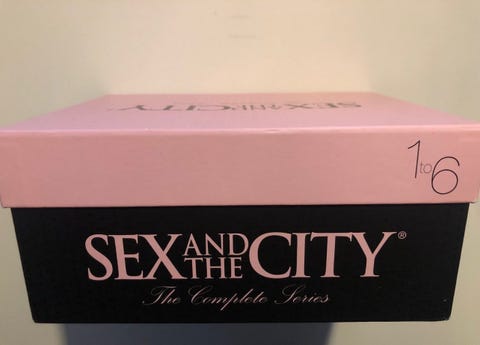 SEX AND THE CITY
1 to 6
SEX AND THE CITY®
The Complete Series